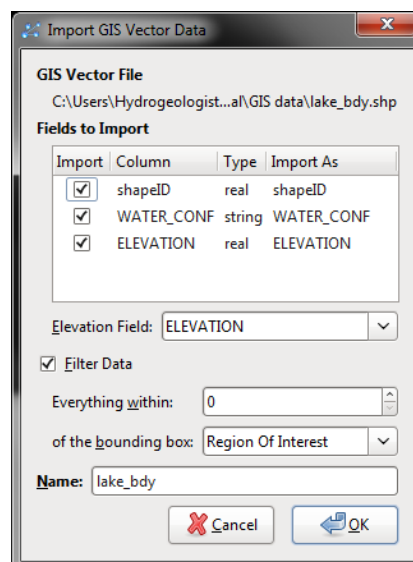 Import GIS Vector Data
GIS Vector File
C:\Users\Hydrogeologist...al\GIS data\lake_bdy.shp
Fields to Import
Import Column Type Import As
shapeID real shapeID
WATER_CONF string WATER_CONF
ELEVATION real ELEVATION
Elevation Field: ELEVATION
Filter Data
Everything within: 0
of the bounding box: Region Of Interest
Name: lake_bdy
Cancel OK